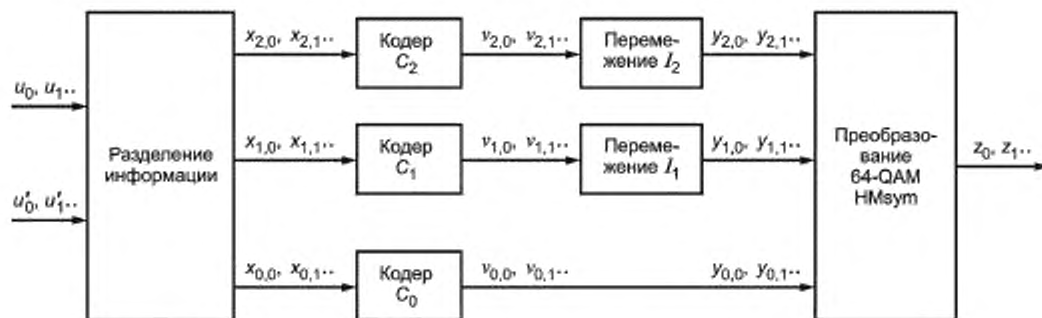 x2,0, x2,1..
Кодер
C2
v2,0, v2,1..
Переме-
жение I2
y2,0, y2,1..
u0, u1..
Разделение
информации
x1,0, x1,1..
Кодер
C1
v1,0, v1,1..
Переме-
жение I1
y1,0, y1,1..
Преобразо-
вание
64-QAM
HMsym
z0, z1..
u'0, u'1..
x0,0, x0,1..
Кодер
C0
v0,0, v0,1..
y0,0, y0,1..